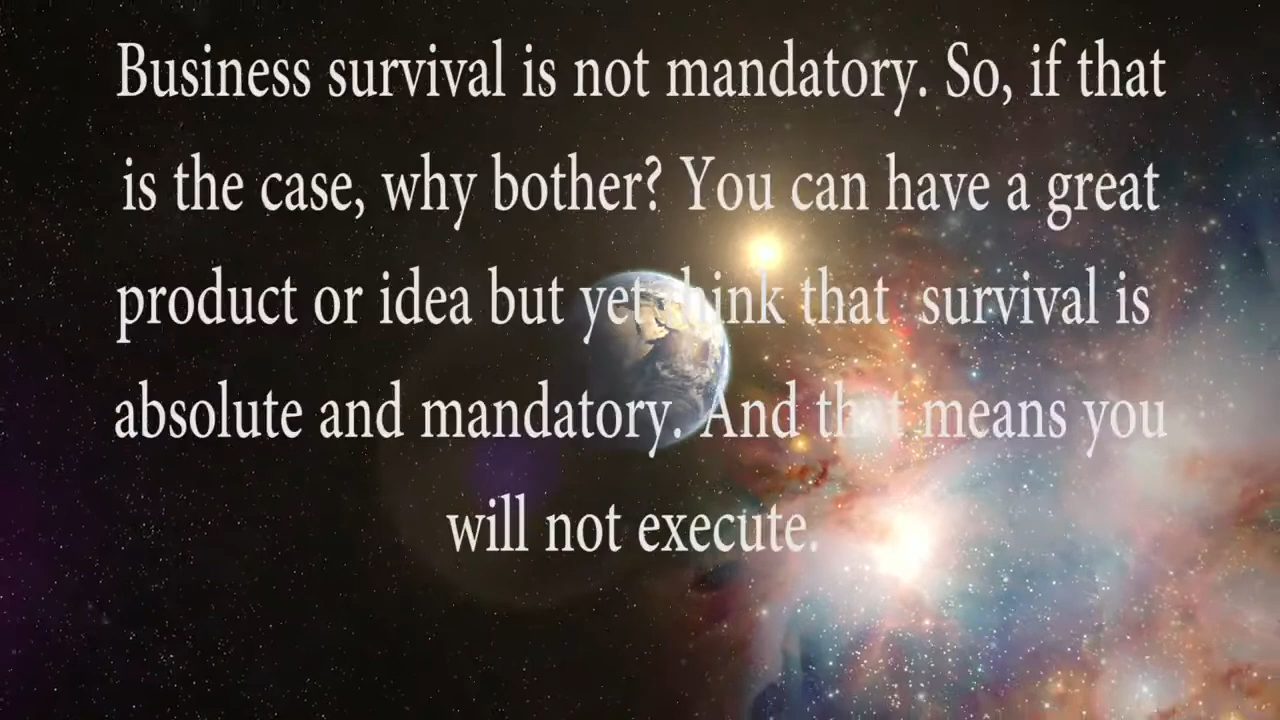 Business survival is not mandatory. So, if that
is the case, why bother? You can have a great
product or idea but yet think that  survival is
absolute and mandatory. And that means you
will not execute.